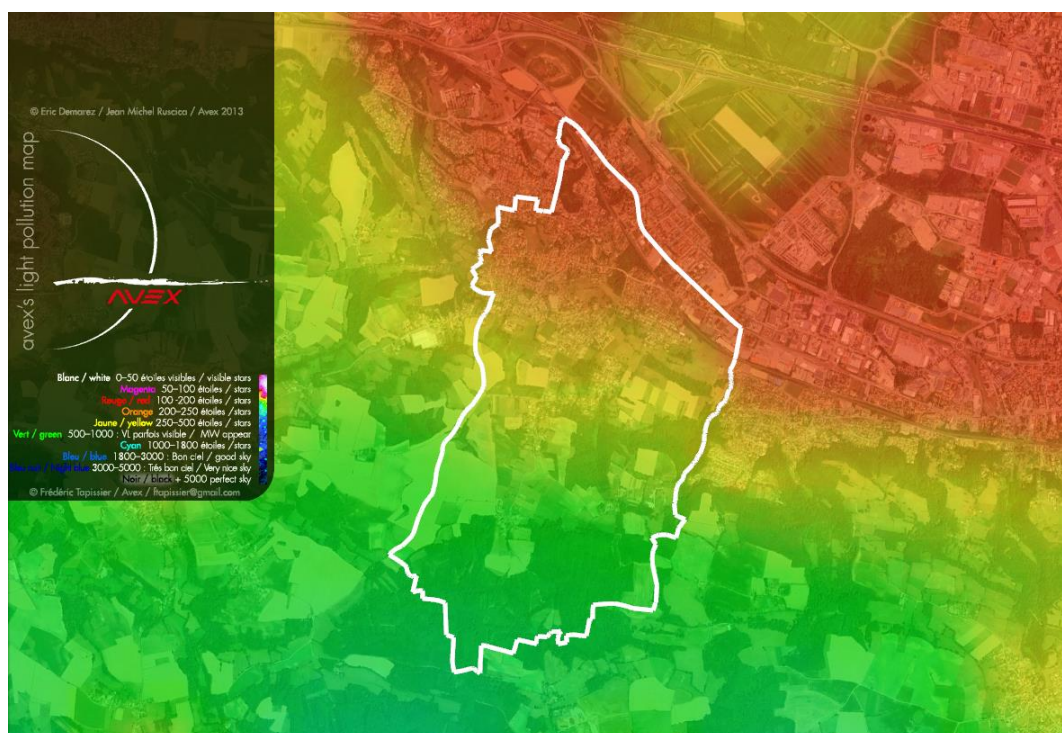 © Eric Demarez / Jean Michel Ruscica / Avex 2013
avex's light pollution map
AVEX
Blanc / white 0–50 étoiles visibles / visible stars
Magenta 50–100 étoiles / stars
Rouge / red 100 -200 étoiles /stars
Orange 200–250 étoiles /stars
Jaune / yellow 250–500 étoiles / stars
Vert / green 500–1000 : VL parfois visible / MW appear
Cyan 1000–1800 étoiles /stars
Bleu / blue 1800–3000 : Bon ciel / good sky
Bleu nuit / Night blue 3000–5000 : Trés bon ciel / Very nice sky
Noir / black + 5000 perfect sky
© Frédéric Tapissier / Avex / ftapissier@gmail.com